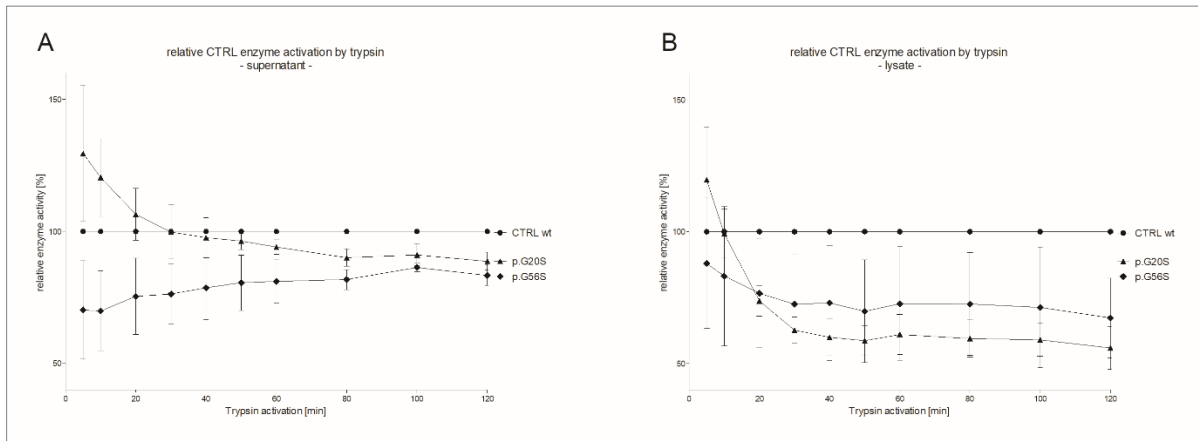 A
relative CTRL enzyme activation by trypsin
- supernatant -
relative enzyme activity [%]
150
100
50
0
20
40
60
80
100
120
Trypsin activation [min]
CTRL wt
p.G20S
p.G56S
B
relative CTRL enzyme activation by trypsin
- lysate -
relative enzyme activity [%]
150
100
50
0
20
40
60
80
100
120
Trypsin activation [min]
CTRL wt
p.G20S
p.G56S